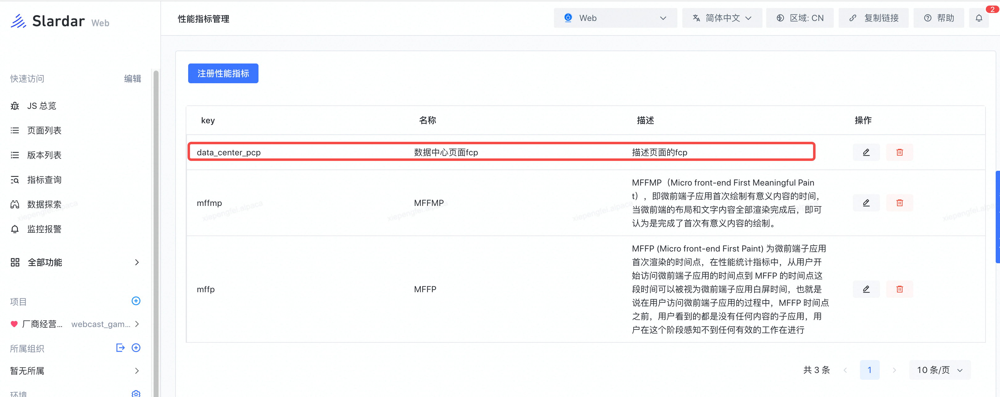 Slardar Web
性能指标管理
Web
简体中文
区域: CN
复制链接
帮助
2
快速访问
编辑
JS 总览
页面列表
版本列表
指标查询
数据探索
监控报警
全部功能
项目
厂商经营... webcast_gam...
所属组织
暂无所属
环境
注册性能指标
key 名称 描述 操作
data_center_pcp 数据中心页面fcp 描述页面的fcp
mffmp MFFMP
MFFMP（Micro front-end First Meaningful Pain
t），即微前端子应用首次绘制有意义内容的时间，
当微前端的布局和文字内容全部渲染完成后，即可
认为是完成了首次有意义内容的绘制。
mffp MFFP
MFFP (Micro front-end First Paint) 为微前端子应用
首次渲染的时间点，在性能统计指标中，从用户开
始访问微前端子应用的时间点到 MFFP 的时间点这
段时间可以被视为微前端子应用白屏时间，也就是
说在用户访问微前端子应用的过程中，MFFP 时间点
之前，用户看到的都是没有任何内容的子应用，用
户在这个阶段感知不到任何有效的工作在进行
共 3 条
1
10 条/页
xiepengfei.alpaca
xiepengfei.alpaca
xiepengfei.alpaca
xiepengfei.alpaca
xiepengfei.alpa